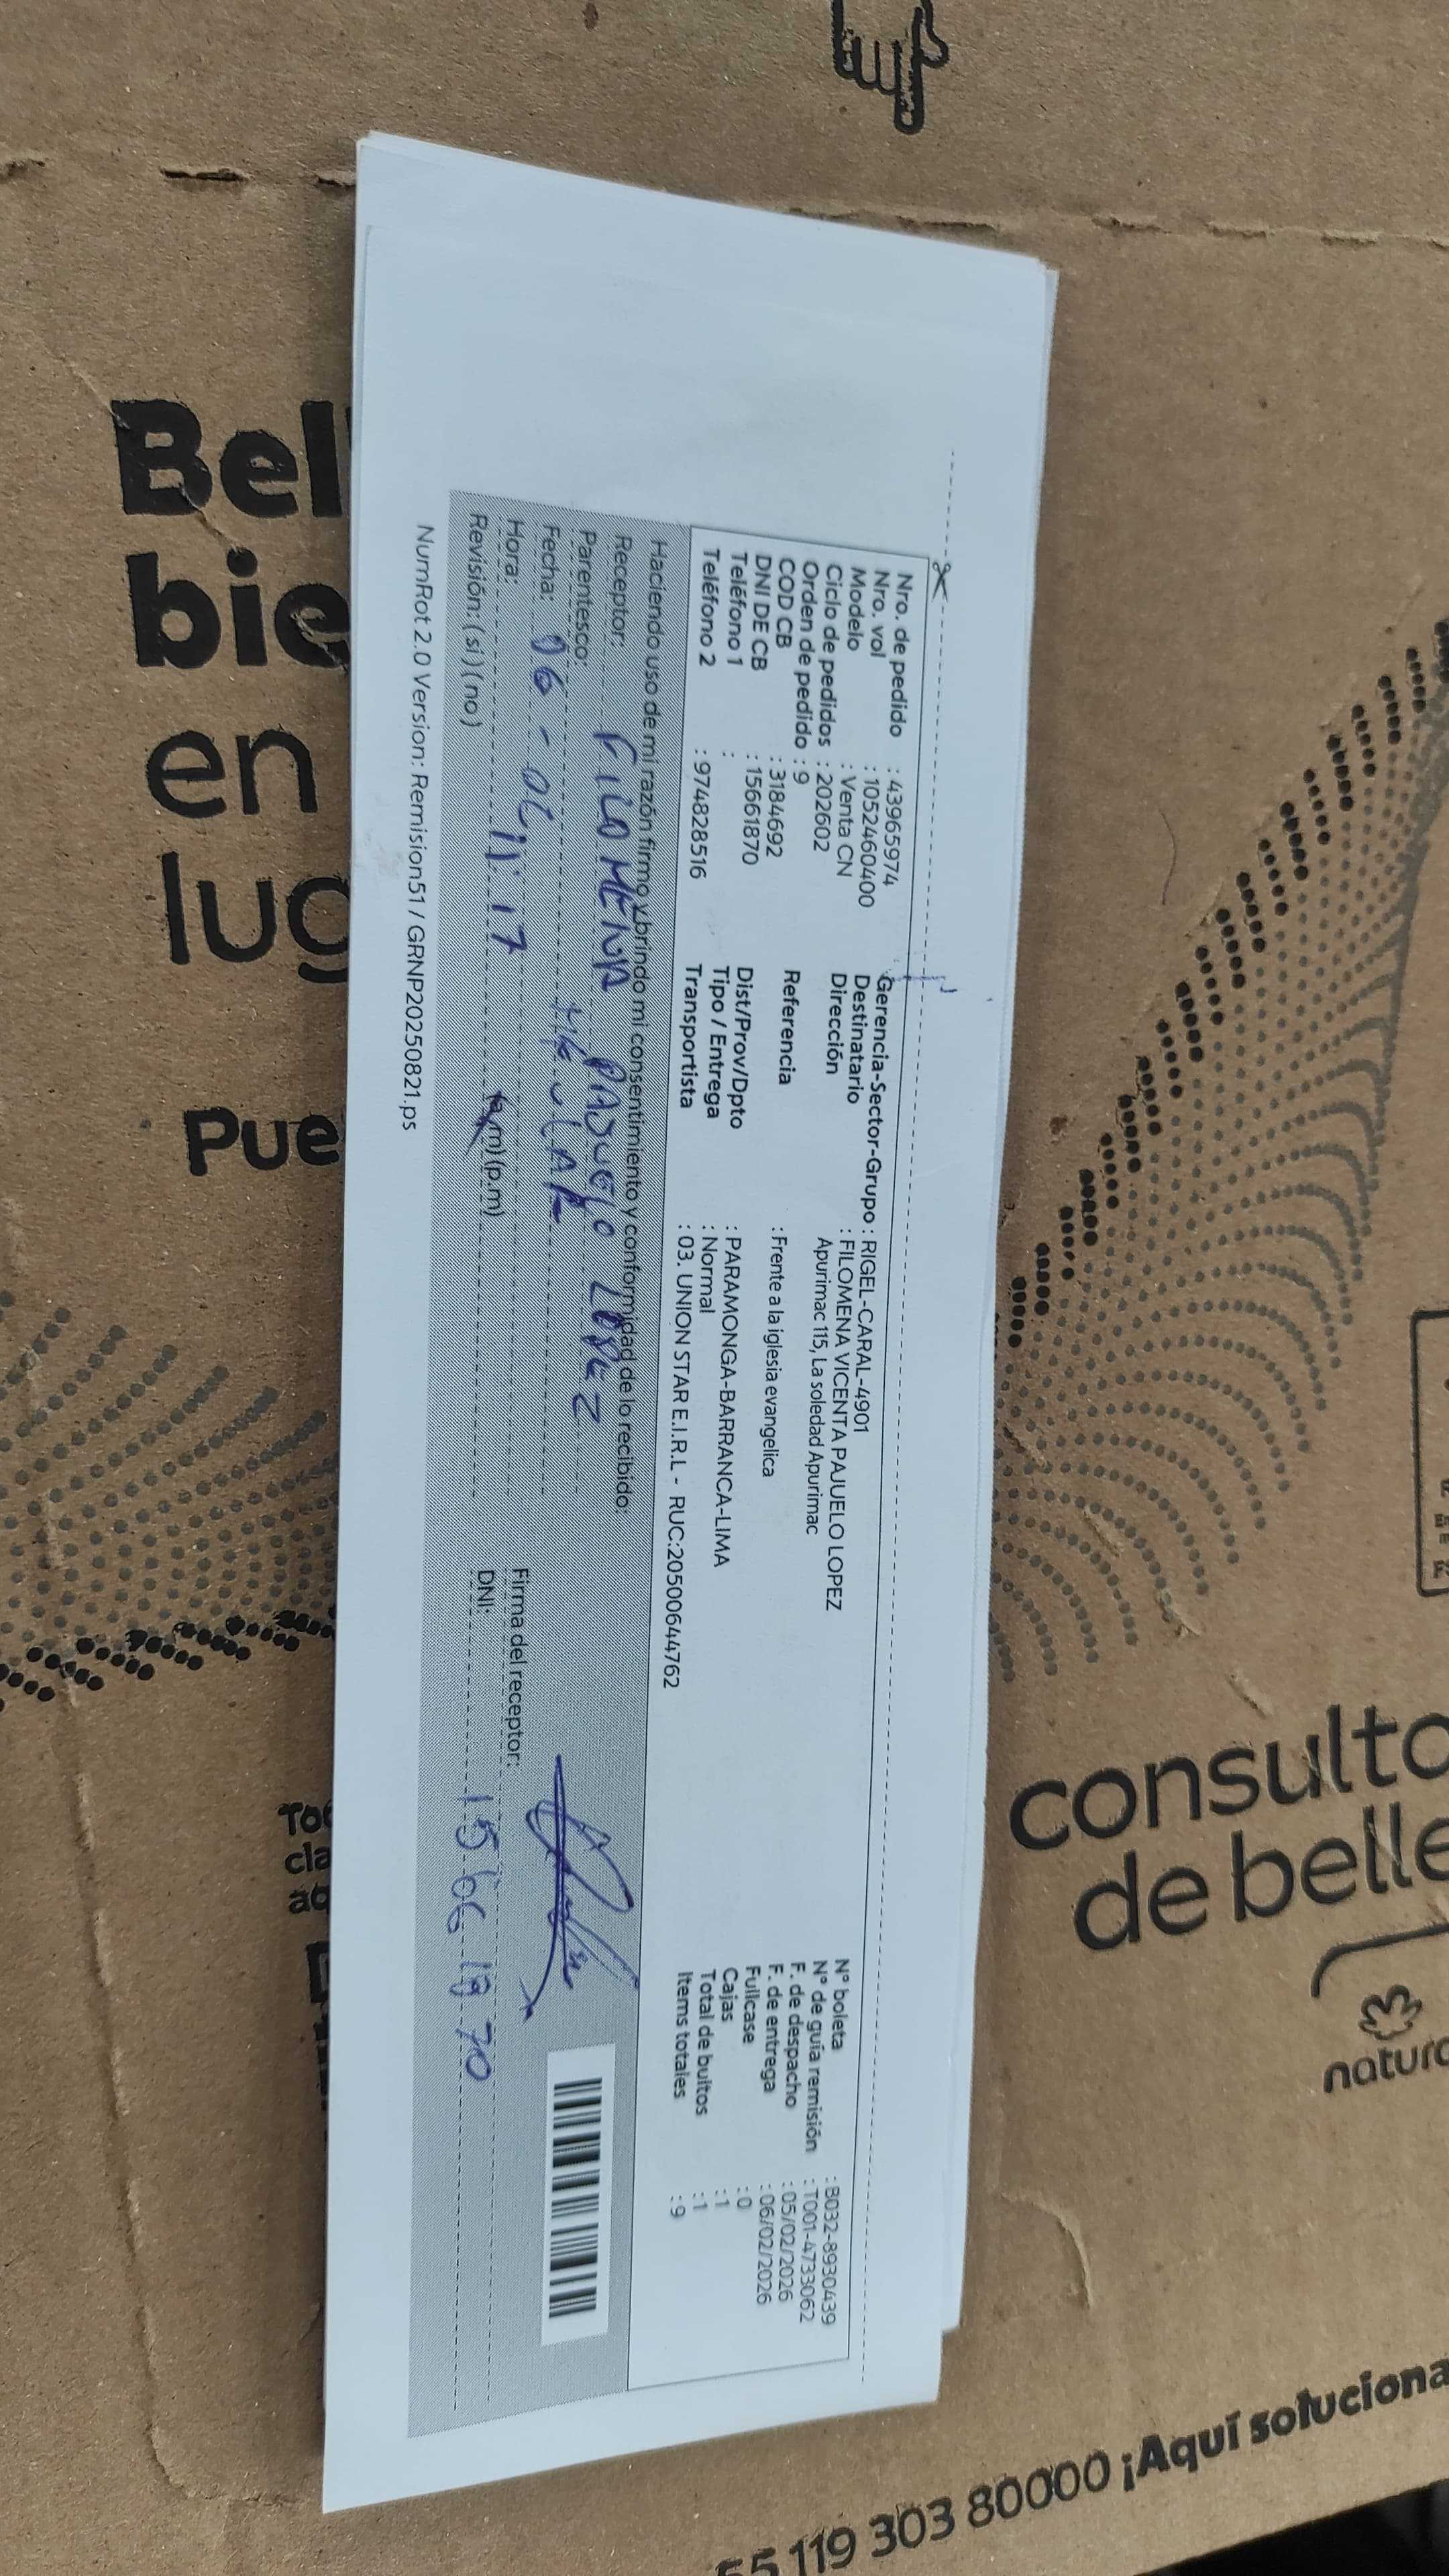 Nro. de pedido : 43965974
Nro. vol : 1052460400
Modelo : Venta CN
Ciclo de pedidos : 202602
Orden de pedido : 9
COD CB : 3184692
DNI DE CB : 15661870
Teléfono 1 :
Teléfono 2 : 974828516
Gerencia-Sector-Grupo : RIGEL-CARAL-4901
Destinatario : FILOMENA VICENTA PAJUELO LOPEZ
Dirección Apurimac 115, La soledad Apurimac
Referencia : Frente a la iglesia evangelica
Dist/Prov/Dpto : PARAMONGA-BARRANCA-LIMA
Tipo / Entrega : Normal
Transportista : 03. UNION STAR E.I.R.L - RUC:20500644762
N° boleta : B032-8930439
N° de guía remisión : T001-4733062
F. de despacho : 05/02/2026
F. de entrega : 06/02/2026
Fullcase : 0
Cajas : 1
Total de bultos : 1
Items totales : 9
Haciendo uso de mi razón firmo y brindo mi consentimiento y conformidad de lo recibido:
Receptor: FILOMENA PAJUELO LOPEZ
Parentesco:
Fecha: 06 -
Hora: 11:17 (a.m) (p.m)
Revisión: (si) (no)
Firma del receptor:
DNI: 15661870
NumRot 2.0 Version: Remision51 / GRNP20250821.ps
Bel
bie
en
lug
Pue
consulto
de belle
natura
119 303 80000 ¡Aquí soluciona